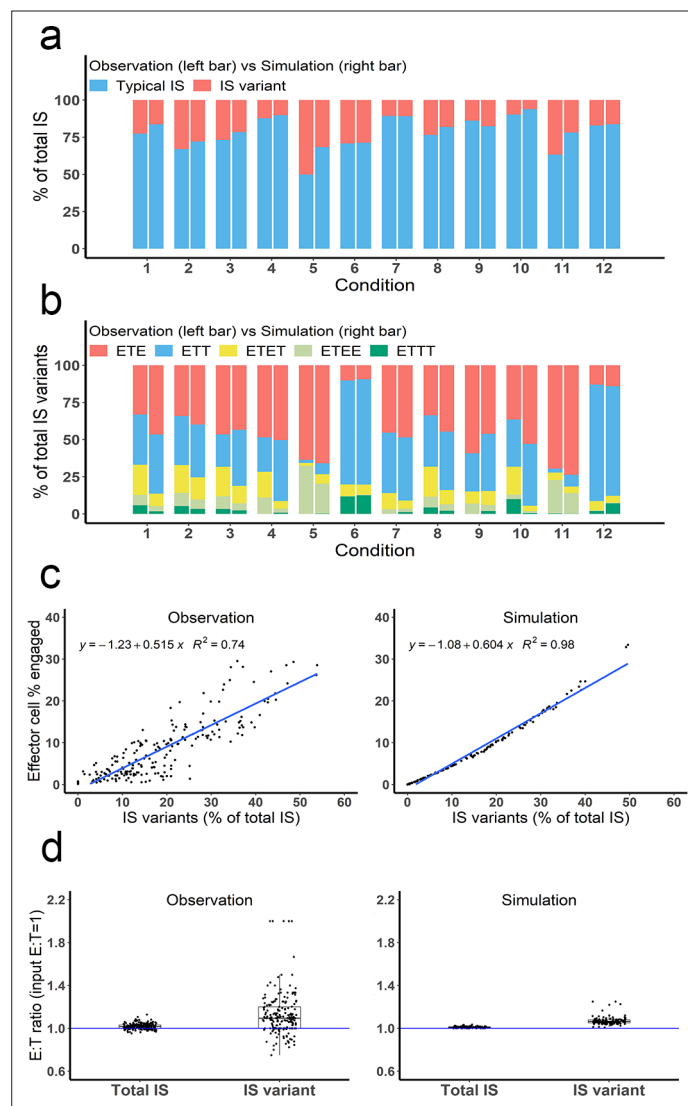 a
Observation (left bar) vs Simulation (right bar)
Typical IS IS variant
% of total IS
100
75
50
25
0
1 2 3 4 5 6 7 8 9 10 11 12
Condition
b
Observation (left bar) vs Simulation (right bar)
ETE ETT ETET ETEE ETTT
% of total IS variants
100
75
50
25
0
1 2 3 4 5 6 7 8 9 10 11 12
Condition
c
Observation
y = −1.23 + 0.515 x R² = 0.74
Effector cell % engaged
40
30
20
10
0
0 10 20 30 40 50 60
IS variants (% of total IS)
Simulation
y = −1.08 + 0.604 x R² = 0.98
40
30
20
10
0
0 10 20 30 40 50 60
IS variants (% of total IS)
d
Observation
E:T ratio (input E:T=1)
2.2
1.8
1.4
1.0
0.6
Total IS IS variant
Simulation
2.2
1.8
1.4
1.0
0.6
Total IS IS variant